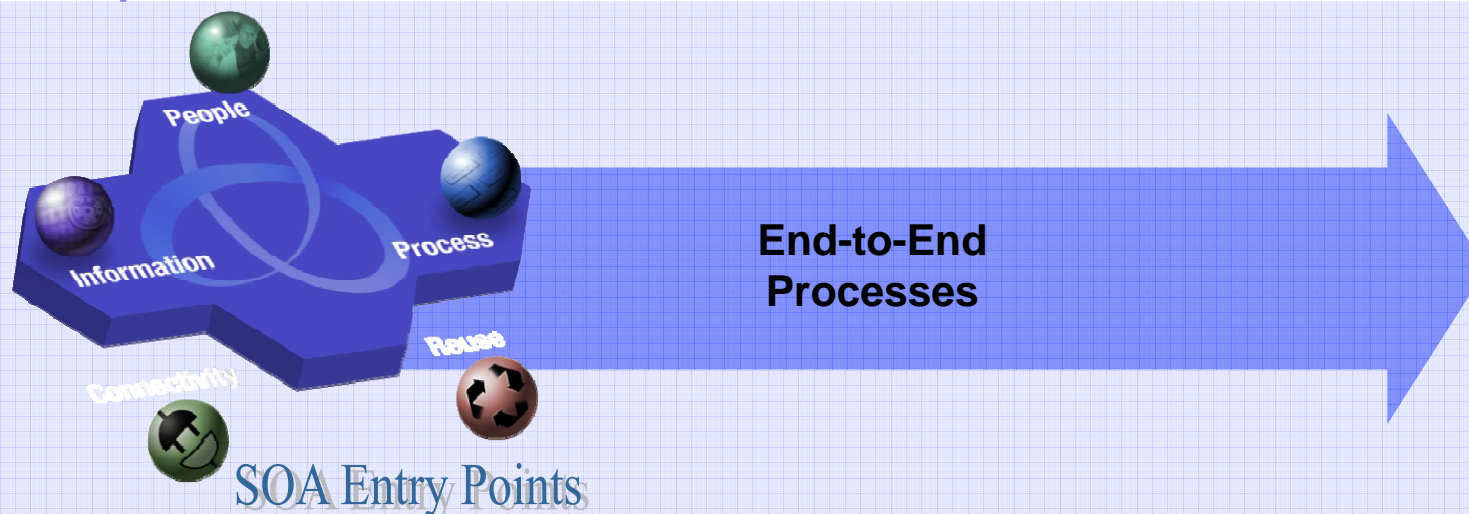 People
Information
Process
Connectivity
Reuse
SOA Entry Points
End-to-End
Processes